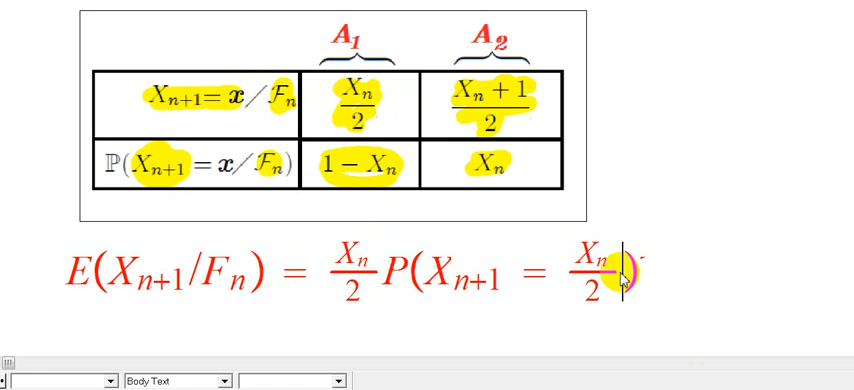 A₁ A₂
Xₙ₊₁ = x / ℱₙ Xₙ/2 (Xₙ + 1)/2
ℙ(Xₙ₊₁ = x/ℱₙ) 1 − Xₙ Xₙ
E(Xₙ₊₁/Fₙ) = Xₙ/2 P(Xₙ₊₁ = Xₙ/2)
Body Text